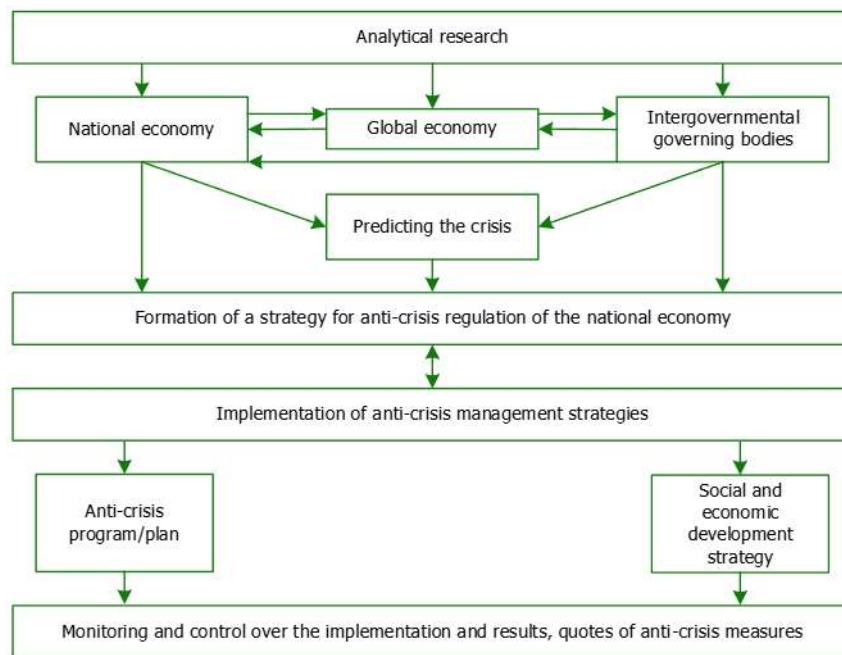 Analytical research
National economy
Global economy
Intergovernmental
governing bodies
Predicting the crisis
Formation of a strategy for anti-crisis regulation of the national economy
Implementation of anti-crisis management strategies
Anti-crisis
program/plan
Social and
economic
development
strategy
Monitoring and control over the implementation and results, quotes of anti-crisis measures